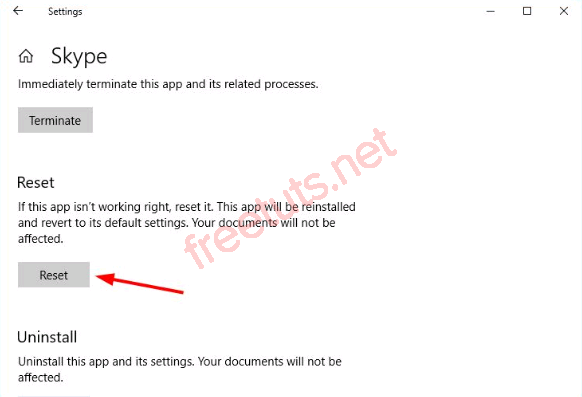 Settings
Skype
Immediately terminate this app and its related processes.
Terminate
Reset
If this app isn't working right, reset it. This app will be reinstalled
and revert to its default settings. Your documents will not be
affected.
Reset
freetuts.net
Uninstall
Uninstall this app and its settings. Your documents will not be
affected.